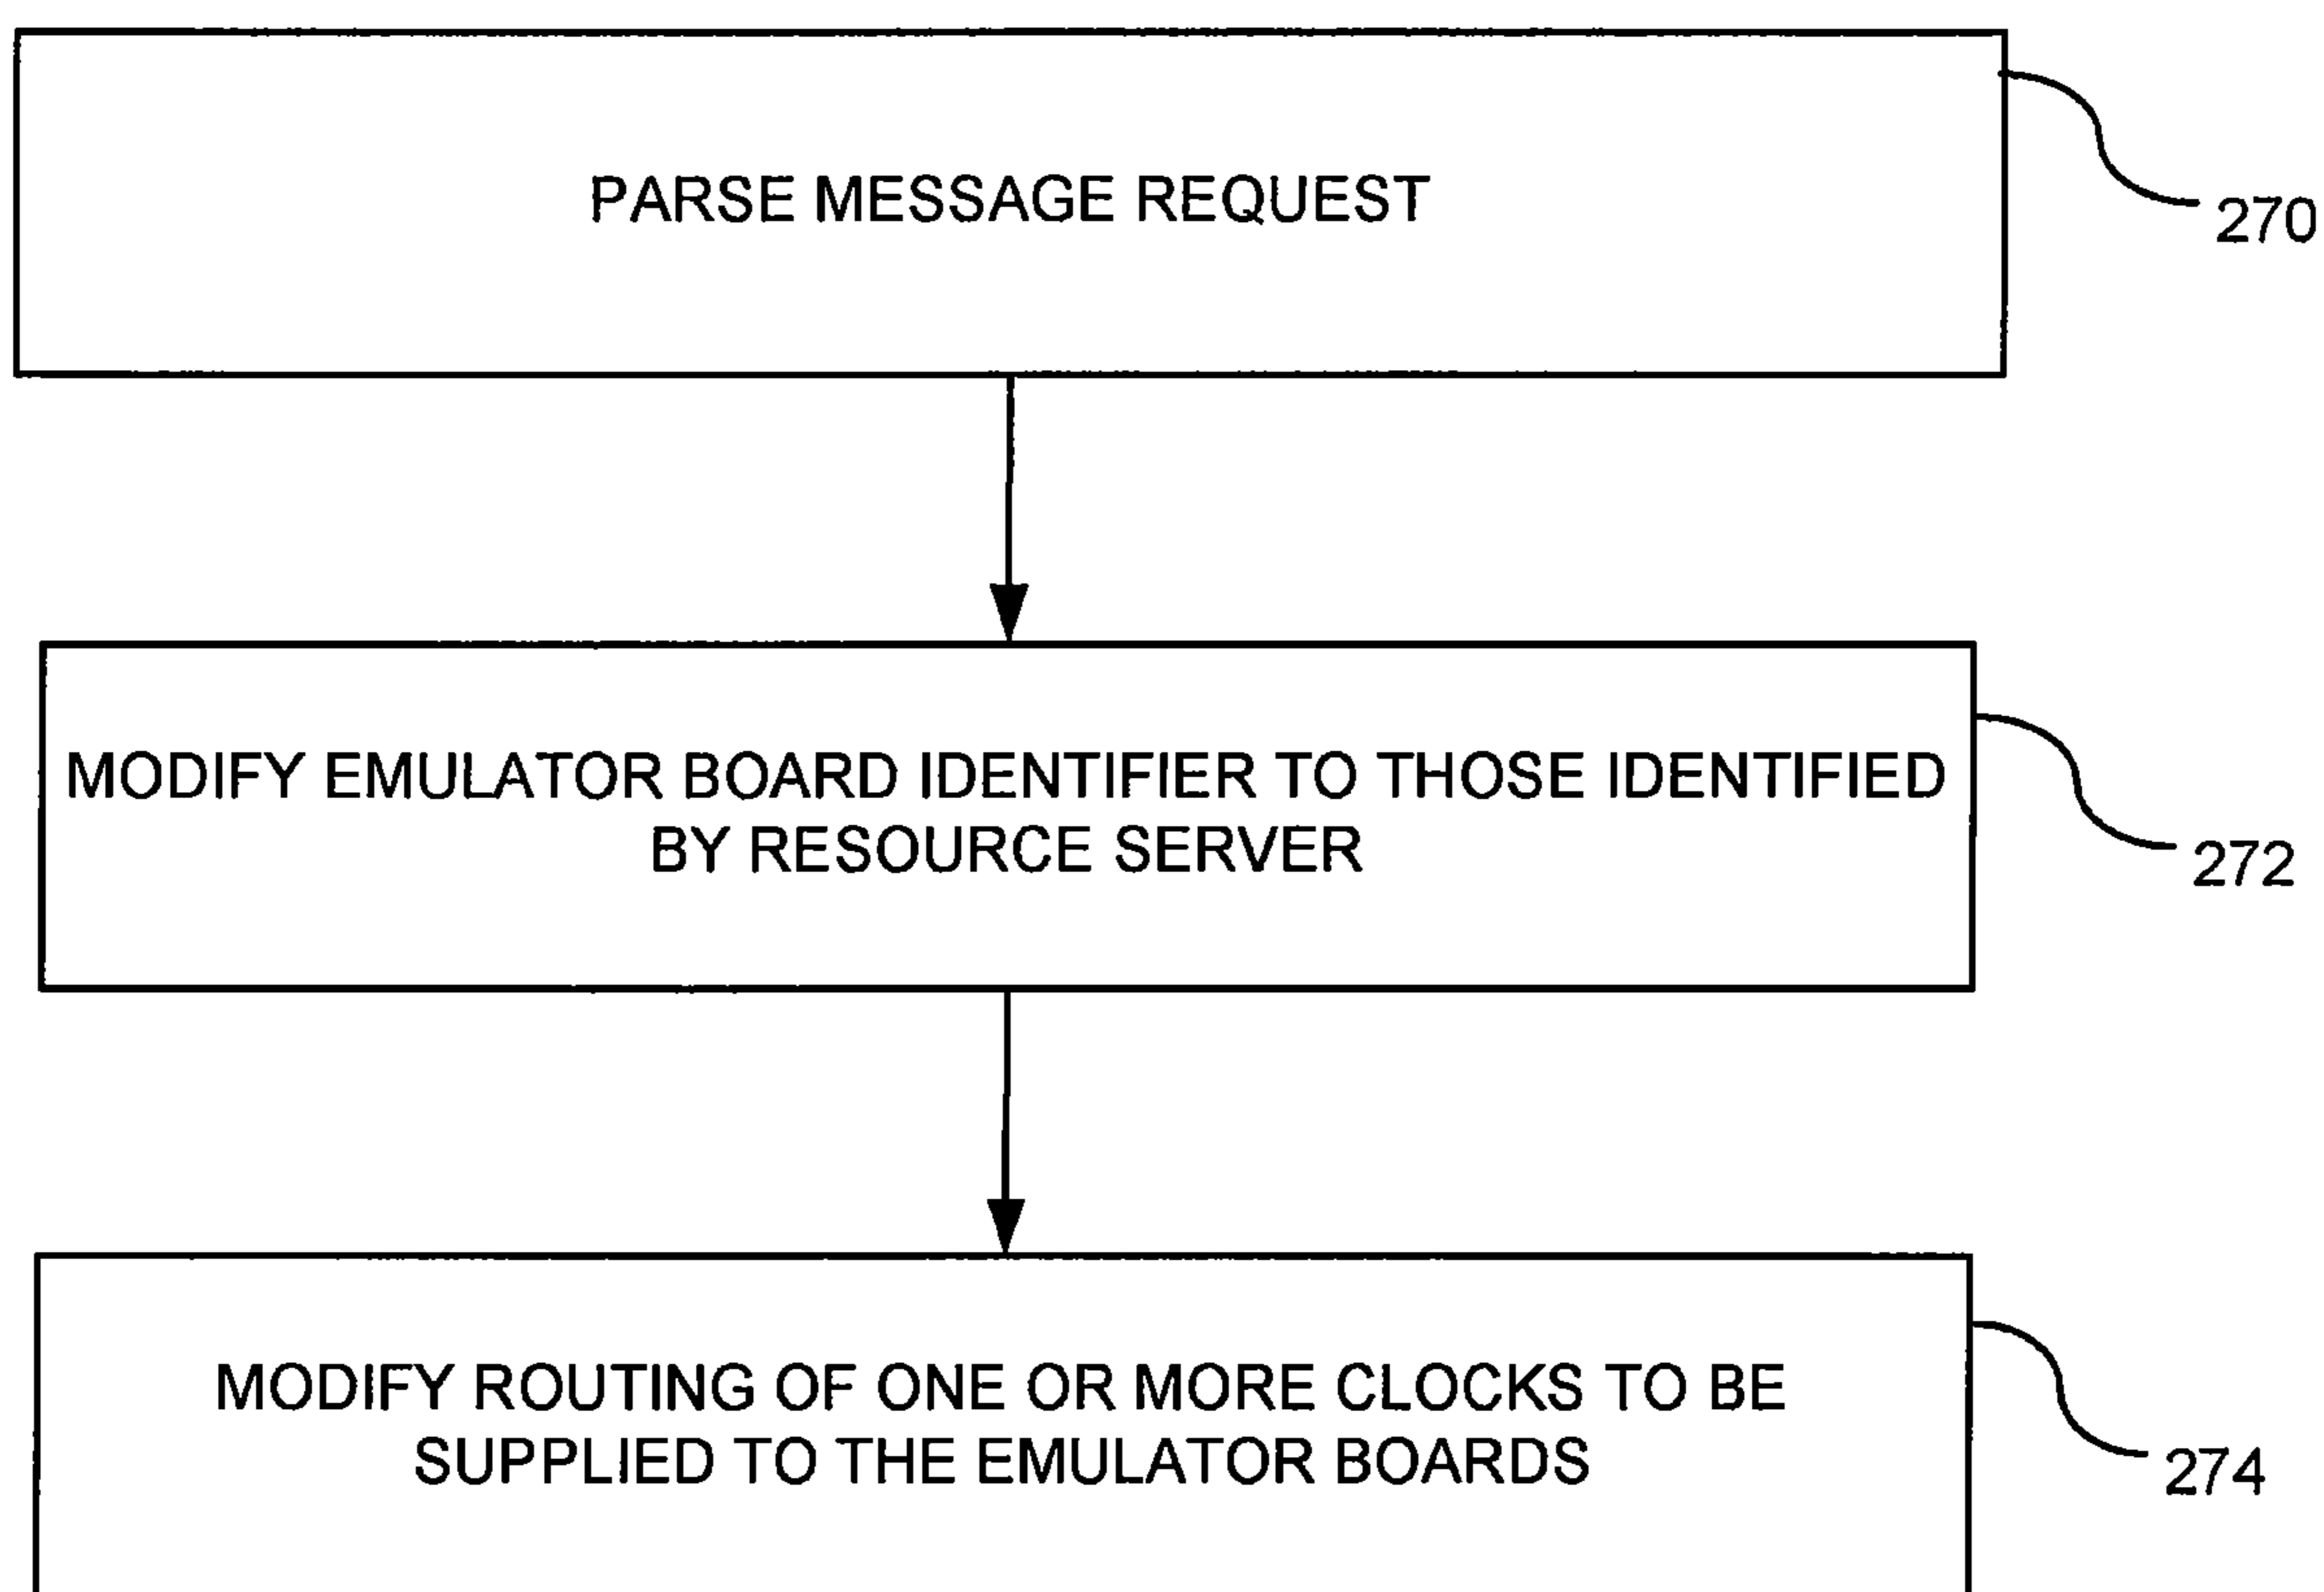 PARSE MESSAGE REQUEST
270
MODIFY EMULATOR BOARD IDENTIFIER TO THOSE IDENTIFIED
BY RESOURCE SERVER
272
MODIFY ROUTING OF ONE OR MORE CLOCKS TO BE
SUPPLIED TO THE EMULATOR BOARDS
274